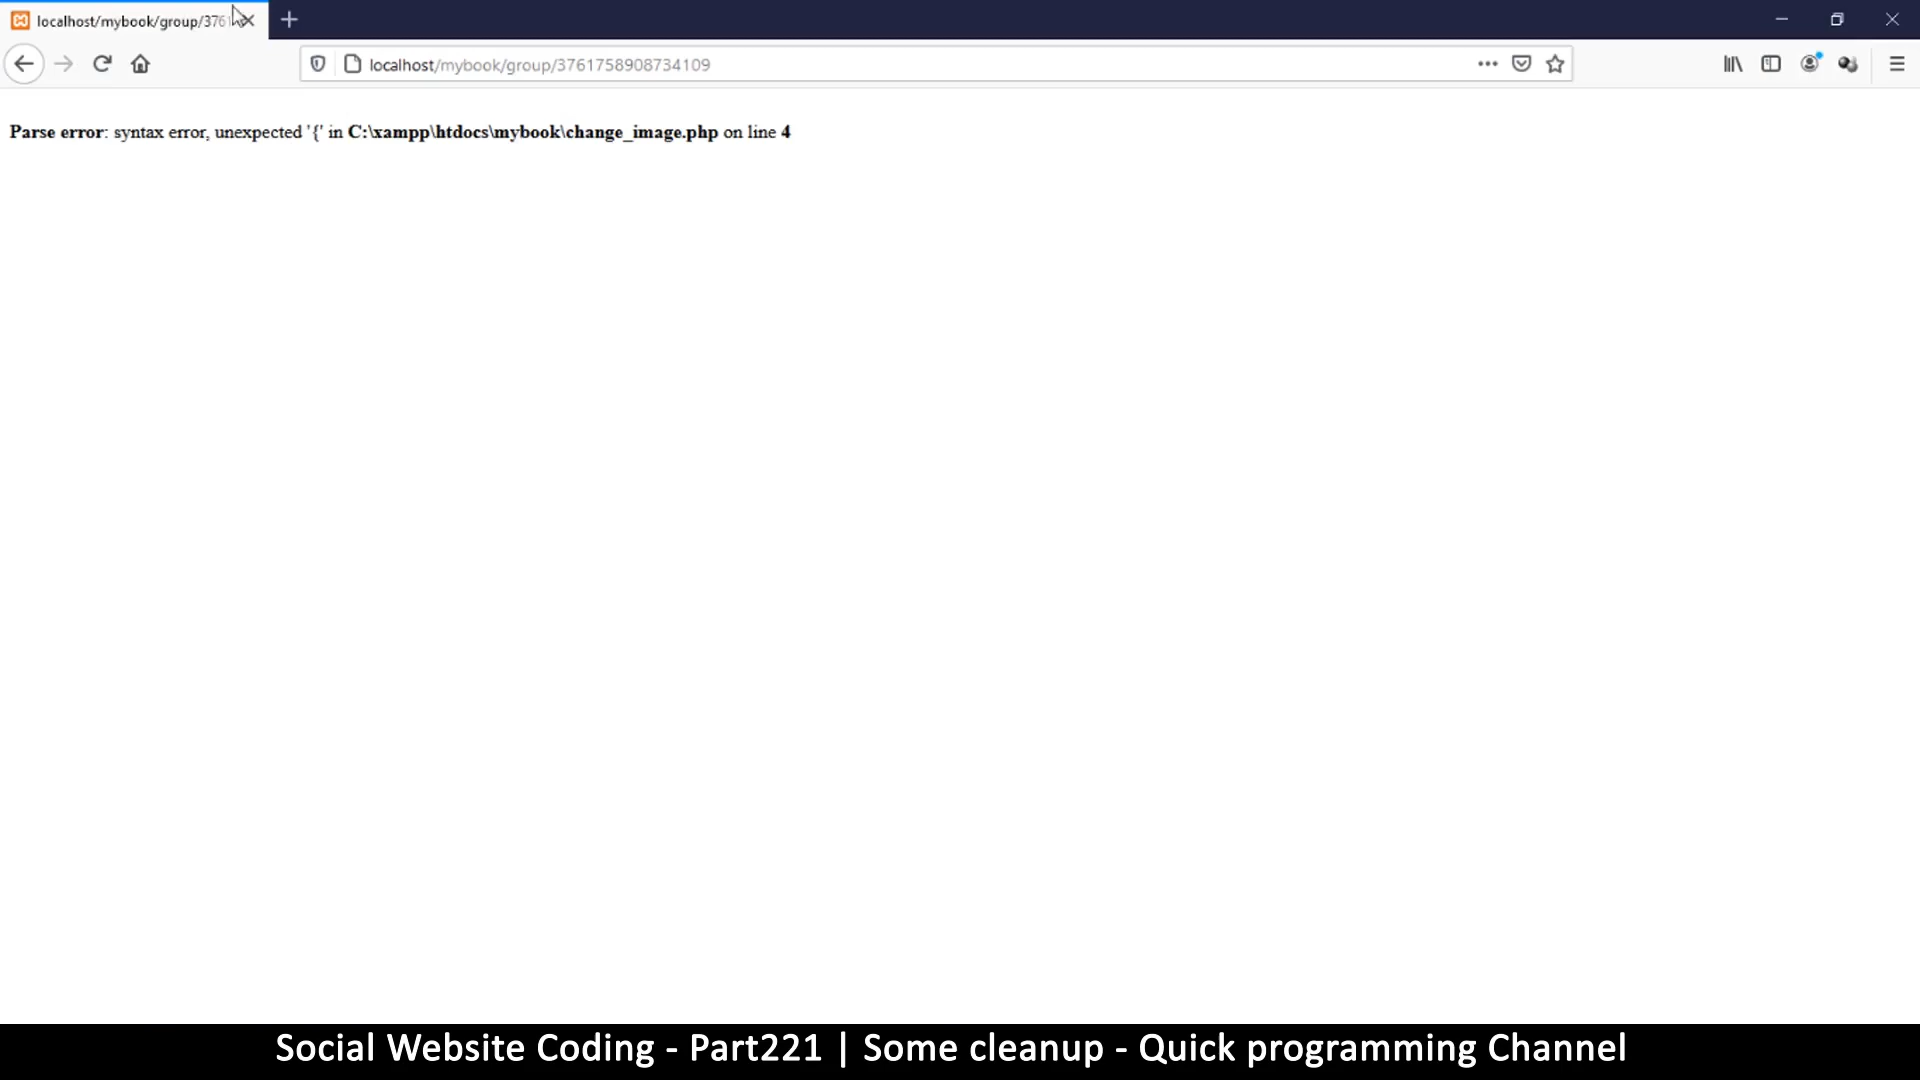 localhost/mybook/group/3761
localhost/mybook/group/3761758908734109
Parse error: syntax error, unexpected '{' in C:\xampp\htdocs\mybook\change_image.php on line 4
Social Website Coding - Part221 | Some cleanup - Quick programming Channel